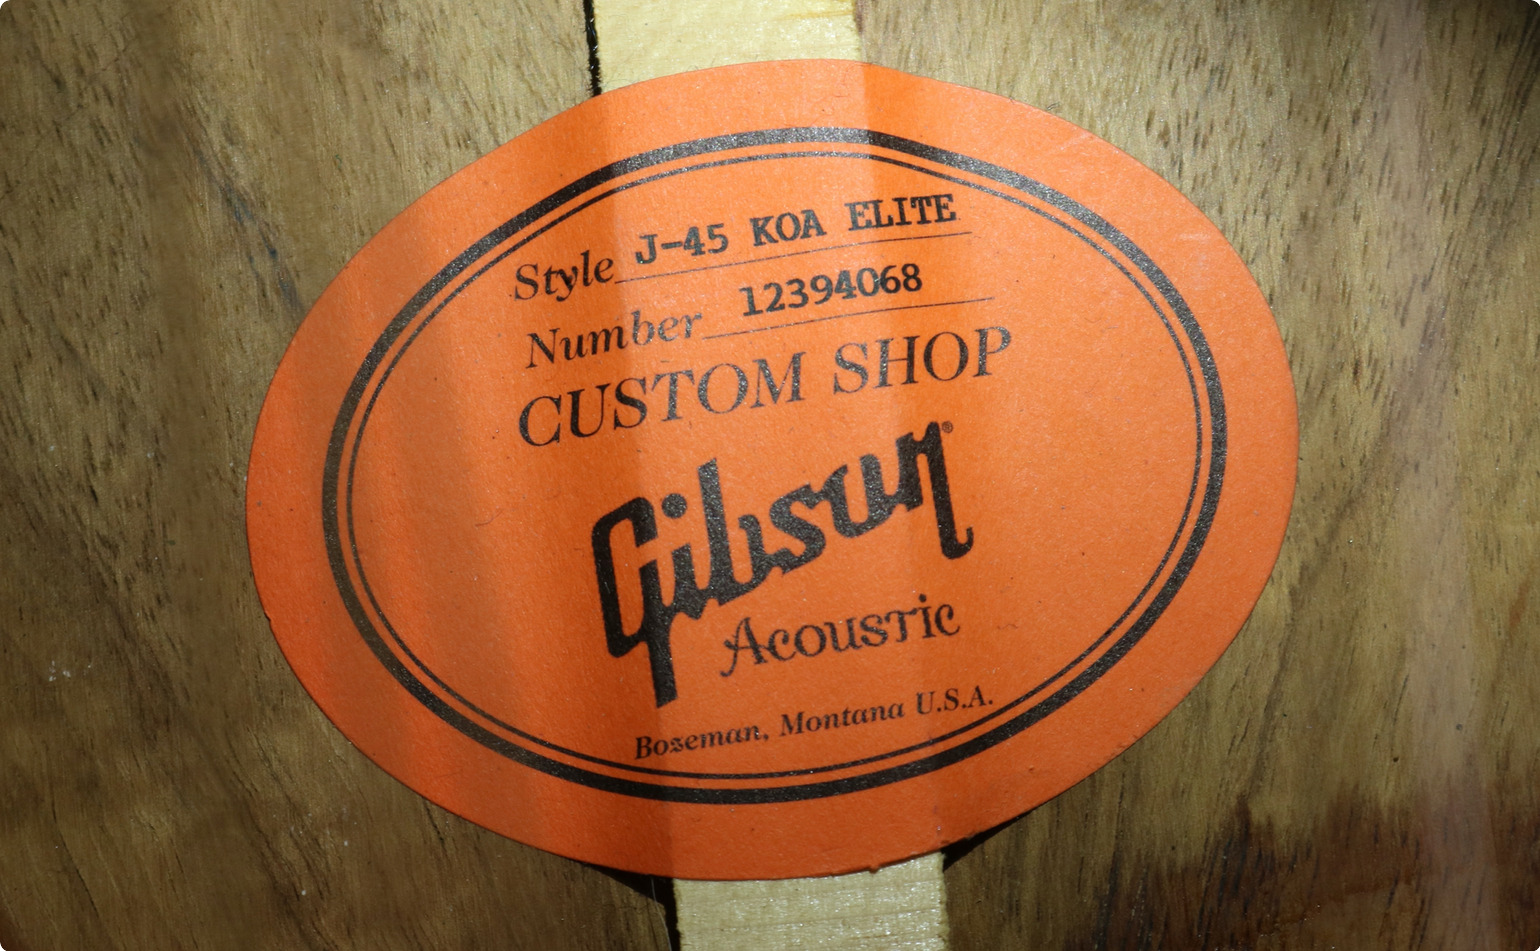 Style J-45 KOA ELITE
Number 12394068
CUSTOM SHOP
Gibson®
Acoustic
Bozeman, Montana U.S.A.